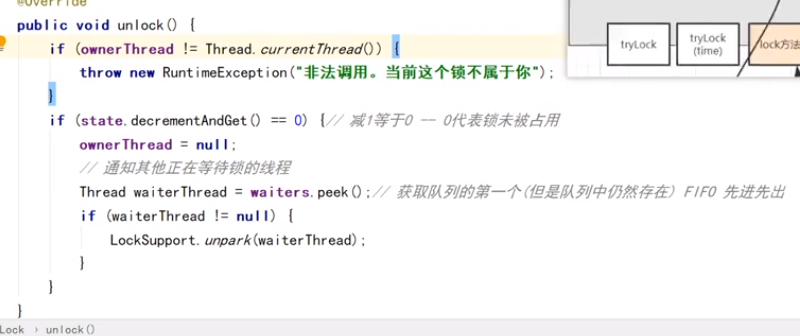 @Override
public void unlock() {
if (ownerThread != Thread.currentThread()) {
throw new RuntimeException("非法调用。当前这个锁不属于你");
}
if (state.decrementAndGet() == 0) {// 减1等于0 -- 0代表锁未被占用
ownerThread = null;
// 通知其他正在等待锁的线程
Thread waiterThread = waiters.peek();// 获取队列的第一个(但是队列中仍然存在) FIFO 先进先出
if (waiterThread != null) {
LockSupport.unpark(waiterThread);
}
}
}
tryLock
tryLock
(time)
lock方法
Lock › unlock()